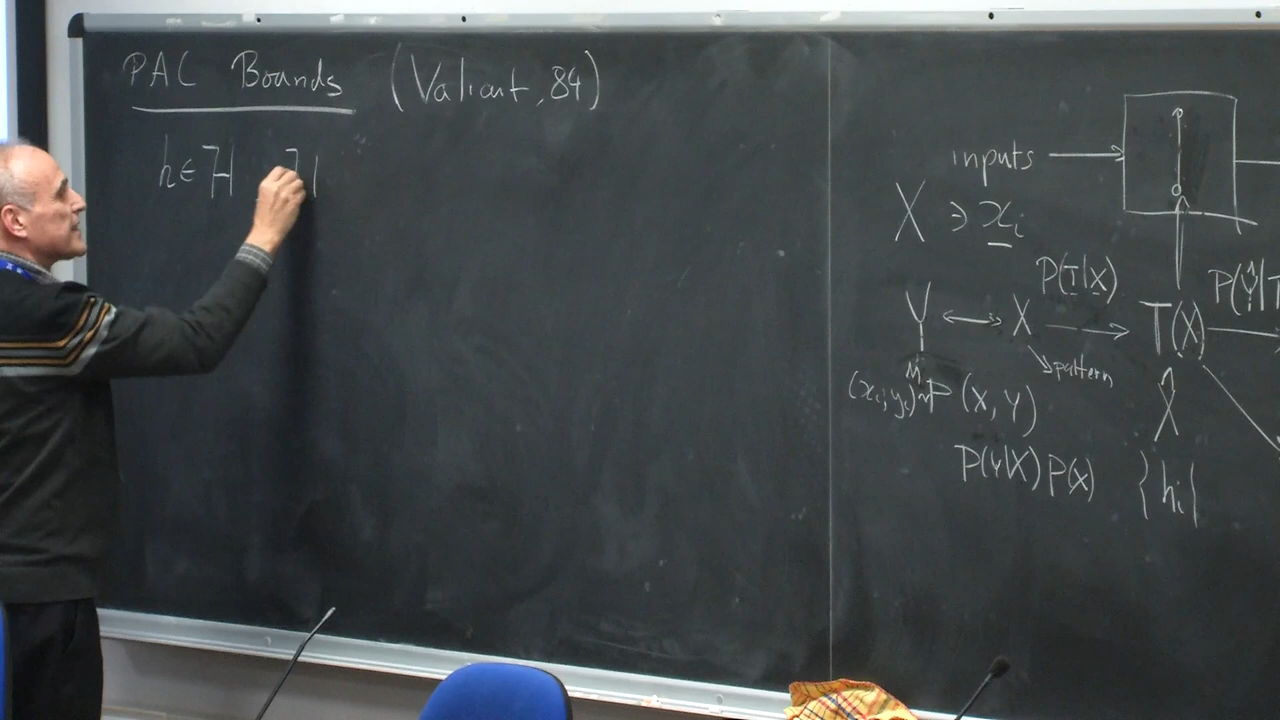 PAC Bounds (Valiant, 84)
h ∈ H
inputs
X ∋ x_i
P(T|X)
P(Ŷ|T
Y ↔ X → T(X) →
pattern
(x_i, y_i) ~ P(X, Y)
P(Y|X) P(X)
{h_i}